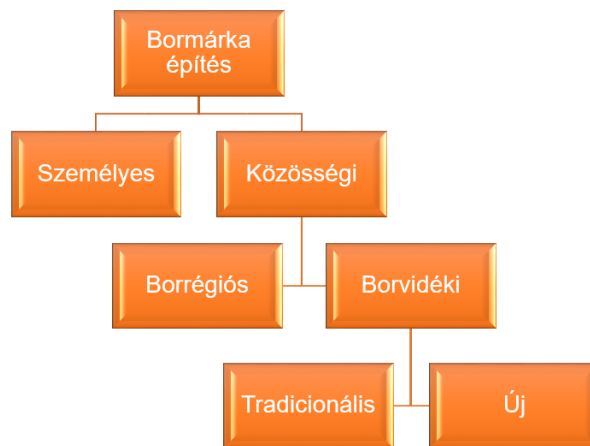 Bormárka
építés
Személyes
Közösségi
Borrégiós
Borvidéki
Tradicionális
Új